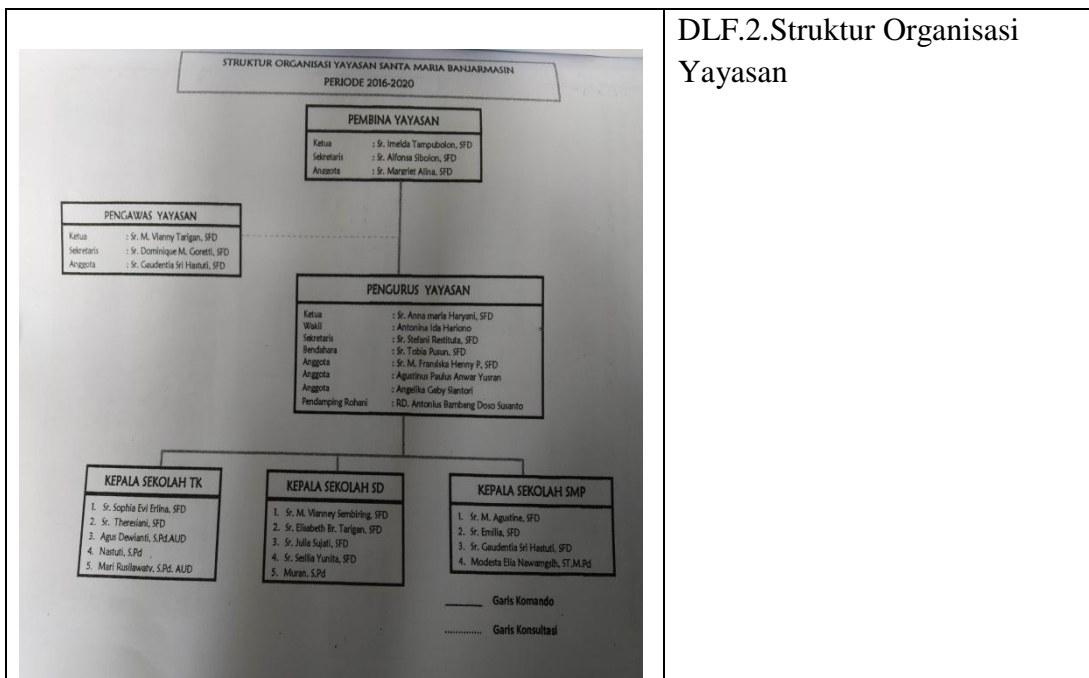 DLF.2.Struktur Organisasi
Yayasan
STRUKTUR ORGANISASI YAYASAN SANTA MARIA BANJARMASIN
PERIODE 2016-2020
PEMBINA YAYASAN
Ketua : Sr. Imelda Tampubolon, SFD
Sekretaris : Sr. Alfonsa Sibolon, SFD
Anggota : Sr. Margriet Alina, SFD
PENGAWAS YAYASAN
Ketua : Sr. M. Vianny Tarigan, SFD
Sekretaris : Sr. Dominique M. Goretti, SFD
Anggota : Sr. Gaudentia Sri Hastuti, SFD
PENGURUS YAYASAN
Ketua : Sr. Anna maria Haryani, SFD
Wakil : Antonina Ida Hariono
Sekretaris : Sr. Stefani Restituta, SFD
Bendahara : Sr. Tobia Pusun, SFD
Anggota : Sr. M. Fransiska Henny P, SFD
Anggota : Agustinus Paulus Anwar Yusran
Anggota : Angelika Gaby Siantori
Pendamping Rohani : RD. Antonius Bambang Doso Susanto
KEPALA SEKOLAH TK
1. Sr. Sophia Evi Erlina, SFD
2. Sr. Theresiani, SFD
3. Agus Dewianti, S.Pd.AUD
4. Nastuti, S.Pd
5. Mari Rusilawaty, S.Pd. AUD
KEPALA SEKOLAH SD
1. Sr. M. Vianney Sembiring, SFD
2. Sr. Elisabeth Br. Tarigan, SFD
3. Sr. Julia Sujati, SFD
4. Sr. Sesilia Yunita, SFD
5. Muran, S.Pd
KEPALA SEKOLAH SMP
1. Sr. M. Agustine, SFD
2. Sr. Emilia, SFD
3. Sr. Gaudentia Sri Hastuti, SFD
4. Modesta Elia Nawamgsih, ST,M.Pd
Garis Komando
Garis Konsultasi